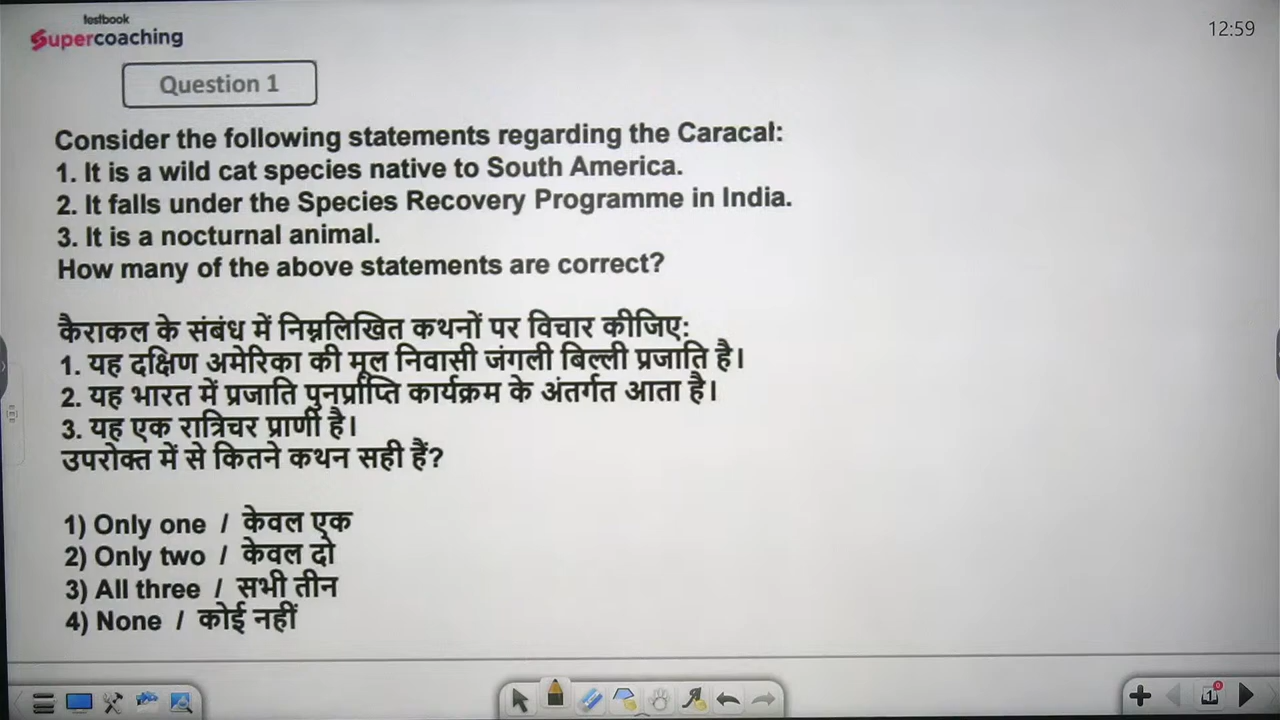 testbook
Supercoaching
12:59
Question 1
Consider the following statements regarding the Caracal:
1. It is a wild cat species native to South America.
2. It falls under the Species Recovery Programme in India.
3. It is a nocturnal animal.
How many of the above statements are correct?
कैराकल के संबंध में निम्नलिखित कथनों पर विचार कीजिए:
1. यह दक्षिण अमेरिका की मूल निवासी जंगली बिल्ली प्रजाति है।
2. यह भारत में प्रजाति पुनर्प्राप्ति कार्यक्रम के अंतर्गत आता है।
3. यह एक रात्रिचर प्राणी है।
उपरोक्त में से कितने कथन सही हैं?
1) Only one / केवल एक
2) Only two / केवल दो
3) All three / सभी तीन
4) None / कोई नहीं
1